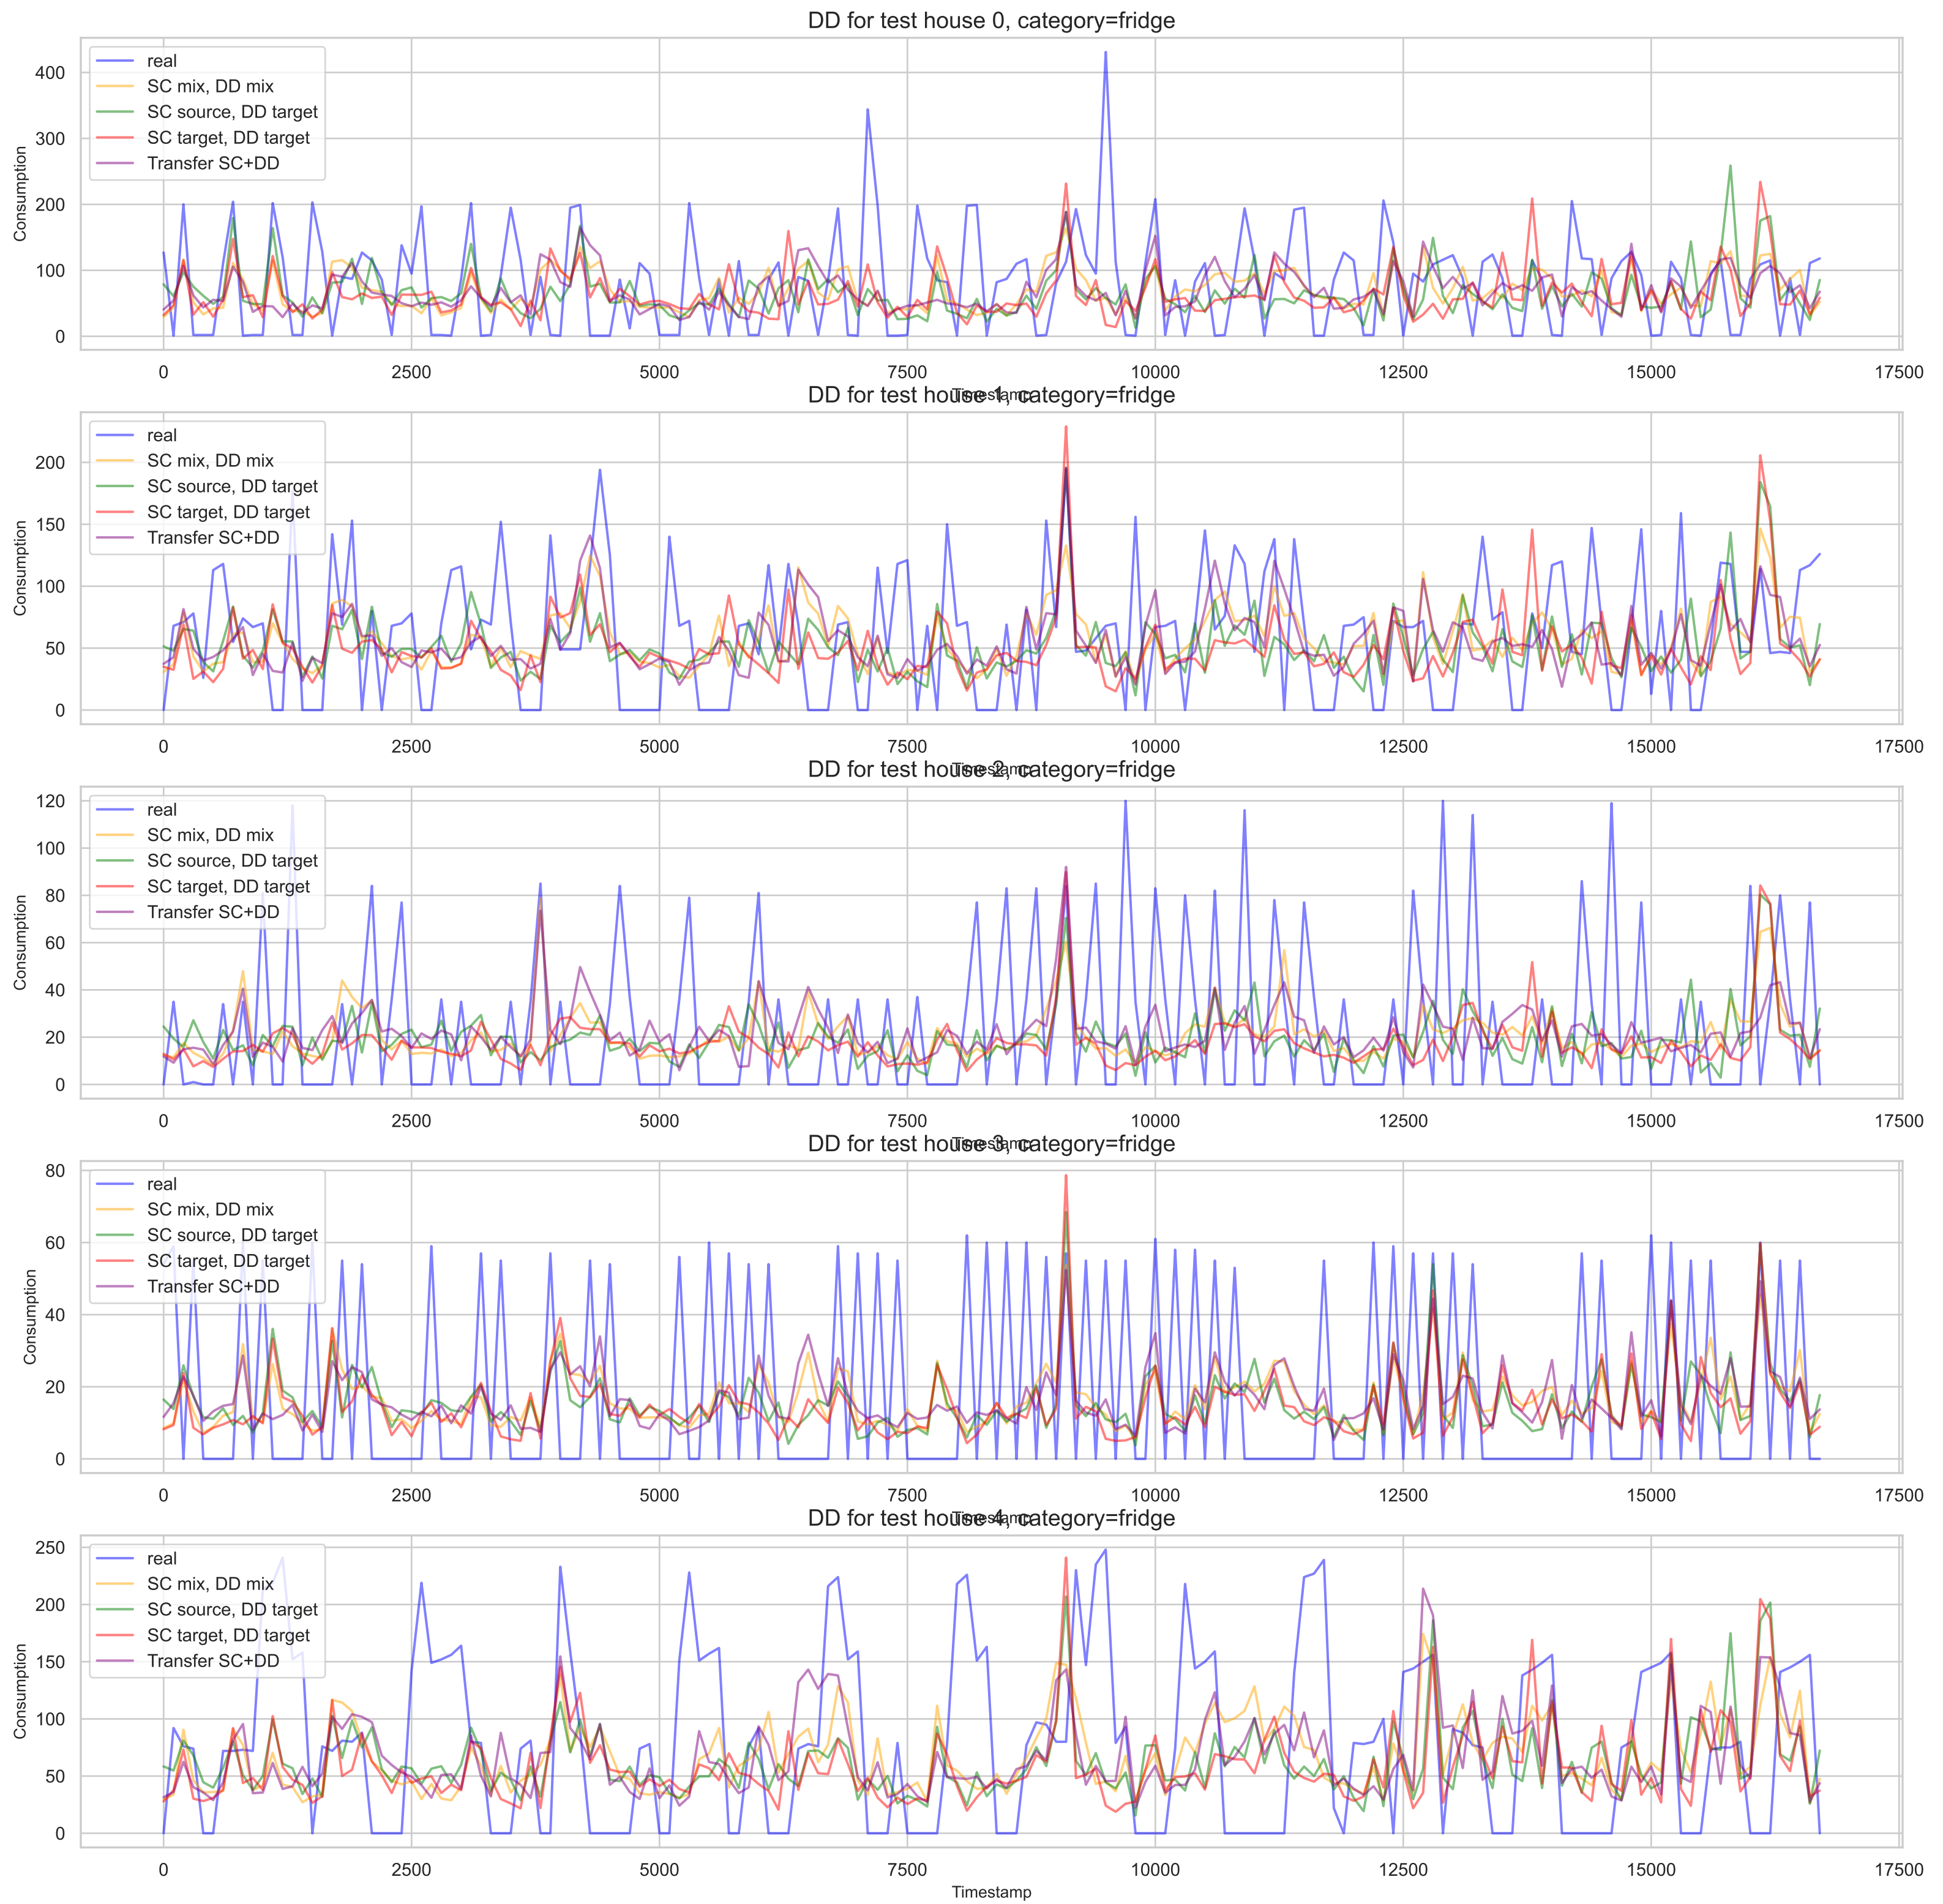 DD for test house 0, category=fridge
Consumption
400
300
200
100
0
real
SC mix, DD mix
SC source, DD target
SC target, DD target
Transfer SC+DD
0 2500 5000 7500 10000 12500 15000 17500
Timestamp
DD for test house 1, category=fridge
Consumption
200
150
100
50
0
real
SC mix, DD mix
SC source, DD target
SC target, DD target
Transfer SC+DD
0 2500 5000 7500 10000 12500 15000 17500
Timestamp
DD for test house 2, category=fridge
Consumption
120
100
80
60
40
20
0
real
SC mix, DD mix
SC source, DD target
SC target, DD target
Transfer SC+DD
0 2500 5000 7500 10000 12500 15000 17500
Timestamp
DD for test house 3, category=fridge
Consumption
80
60
40
20
0
real
SC mix, DD mix
SC source, DD target
SC target, DD target
Transfer SC+DD
0 2500 5000 7500 10000 12500 15000 17500
Timestamp
DD for test house 4, category=fridge
Consumption
250
200
150
100
50
0
real
SC mix, DD mix
SC source, DD target
SC target, DD target
Transfer SC+DD
0 2500 5000 7500 10000 12500 15000 17500
Timestamp